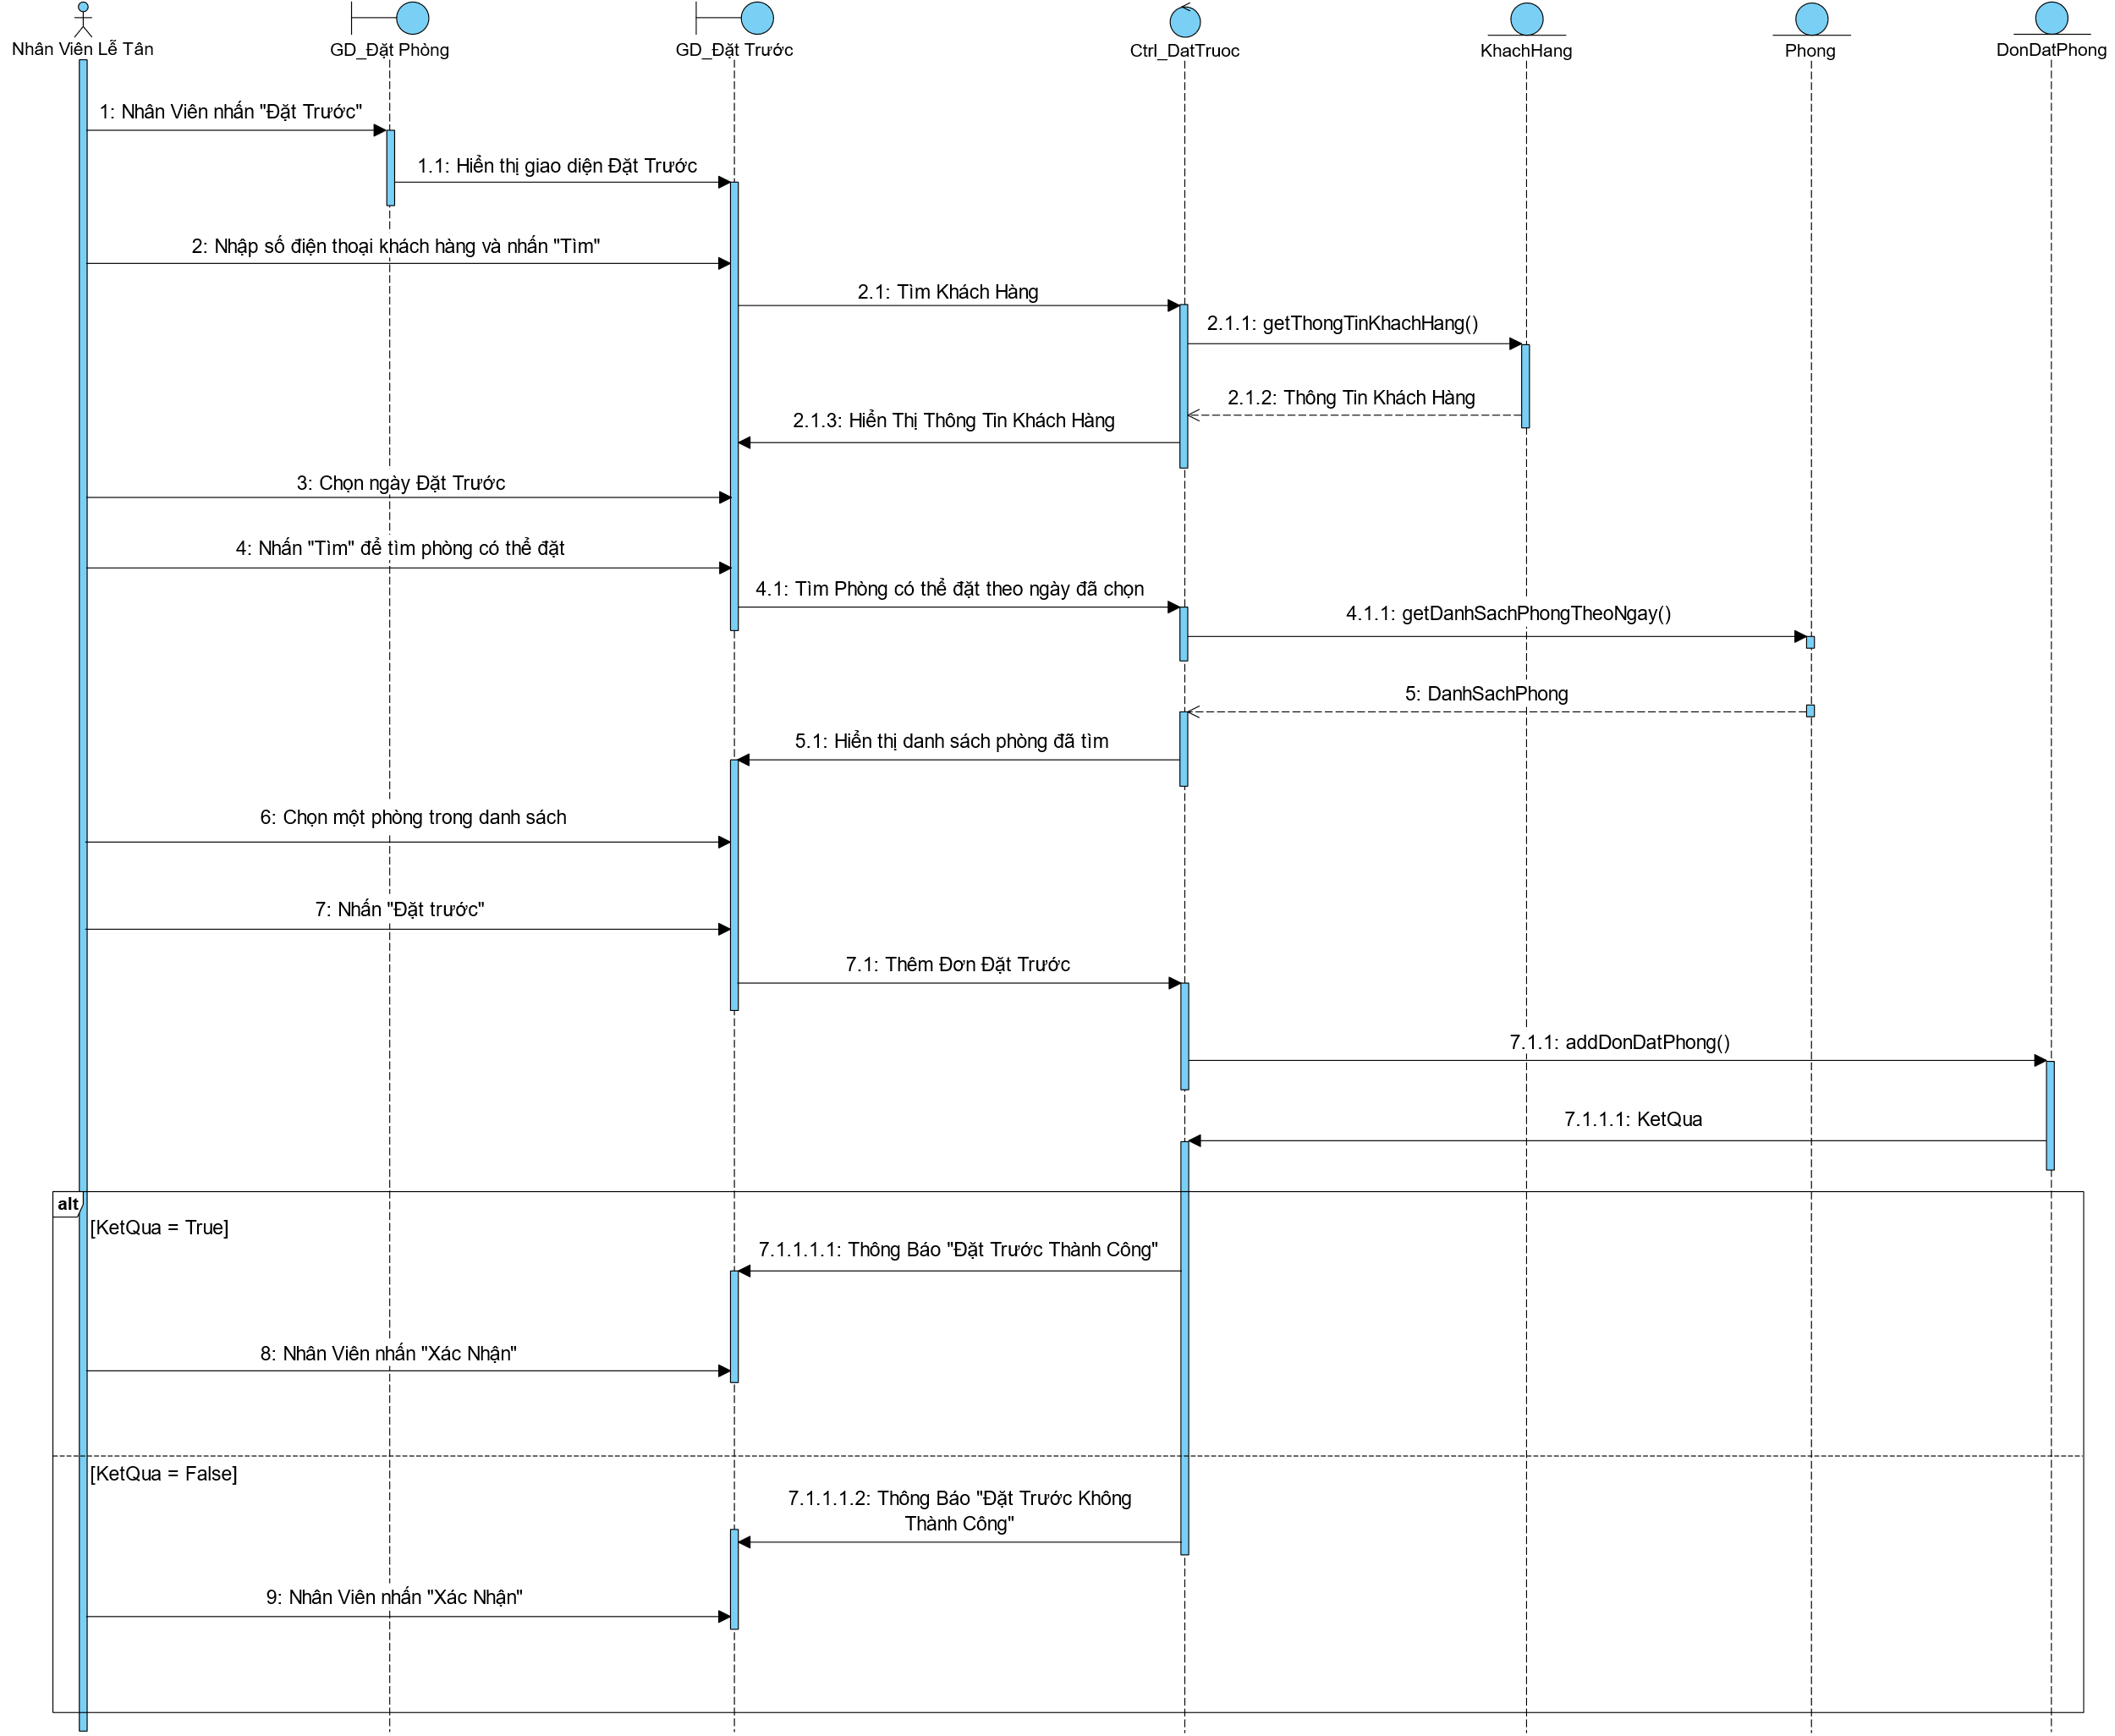 Nhân Viên Lễ Tân
GD_Đặt Phòng
GD_Đặt Trước
Ctrl_DatTruoc
KhachHang
Phong
DonDatPhong
1: Nhân Viên nhấn "Đặt Trước"
1.1: Hiển thị giao diện Đặt Trước
2: Nhập số điện thoại khách hàng và nhấn "Tìm"
2.1: Tìm Khách Hàng
2.1.1: getThongTinKhachHang()
2.1.2: Thông Tin Khách Hàng
2.1.3: Hiển Thị Thông Tin Khách Hàng
3: Chọn ngày Đặt Trước
4: Nhấn "Tìm" để tìm phòng có thể đặt
4.1: Tìm Phòng có thể đặt theo ngày đã chọn
4.1.1: getDanhSachPhongTheoNgay()
5: DanhSachPhong
5.1: Hiển thị danh sách phòng đã tìm
6: Chọn một phòng trong danh sách
7: Nhấn "Đặt trước"
7.1: Thêm Đơn Đặt Trước
7.1.1: addDonDatPhong()
7.1.1.1: KetQua
alt
[KetQua = True]
7.1.1.1.1: Thông Báo "Đặt Trước Thành Công"
8: Nhân Viên nhấn "Xác Nhận"
[KetQua = False]
7.1.1.1.2: Thông Báo "Đặt Trước Không
Thành Công"
9: Nhân Viên nhấn "Xác Nhận"